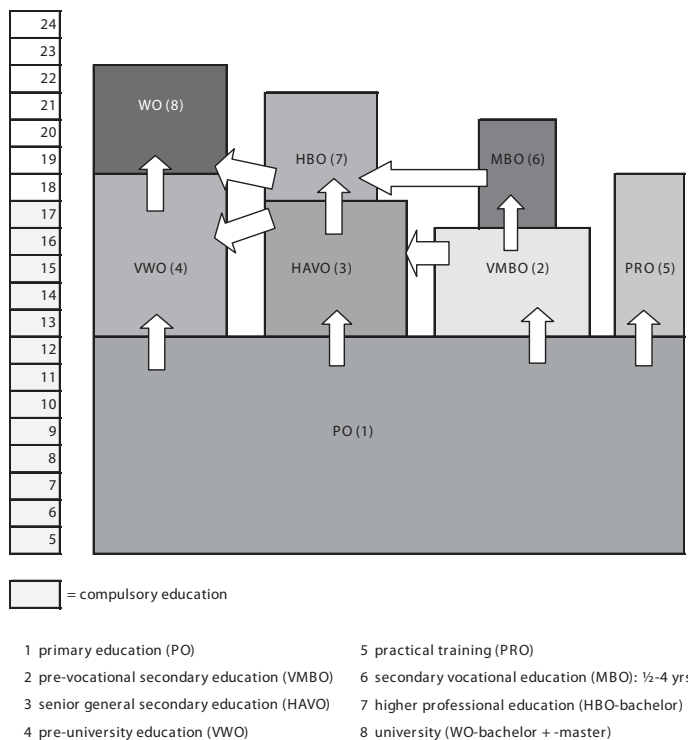 24
23
22
21
20
19
18
17
16
15
14
13
12
11
10
9
8
7
6
5
WO (8)
HBO (7)
MBO (6)
VWO (4)
HAVO (3)
VMBO (2)
PRO (5)
PO (1)
= compulsory education
1 primary education (PO)
2 pre-vocational secondary education (VMBO)
3 senior general secondary education (HAVO)
4 pre-university education (VWO)
5 practical training (PRO)
6 secondary vocational education (MBO): ½-4 yrs
7 higher professional education (HBO-bachelor)
8 university (WO-bachelor + -master)